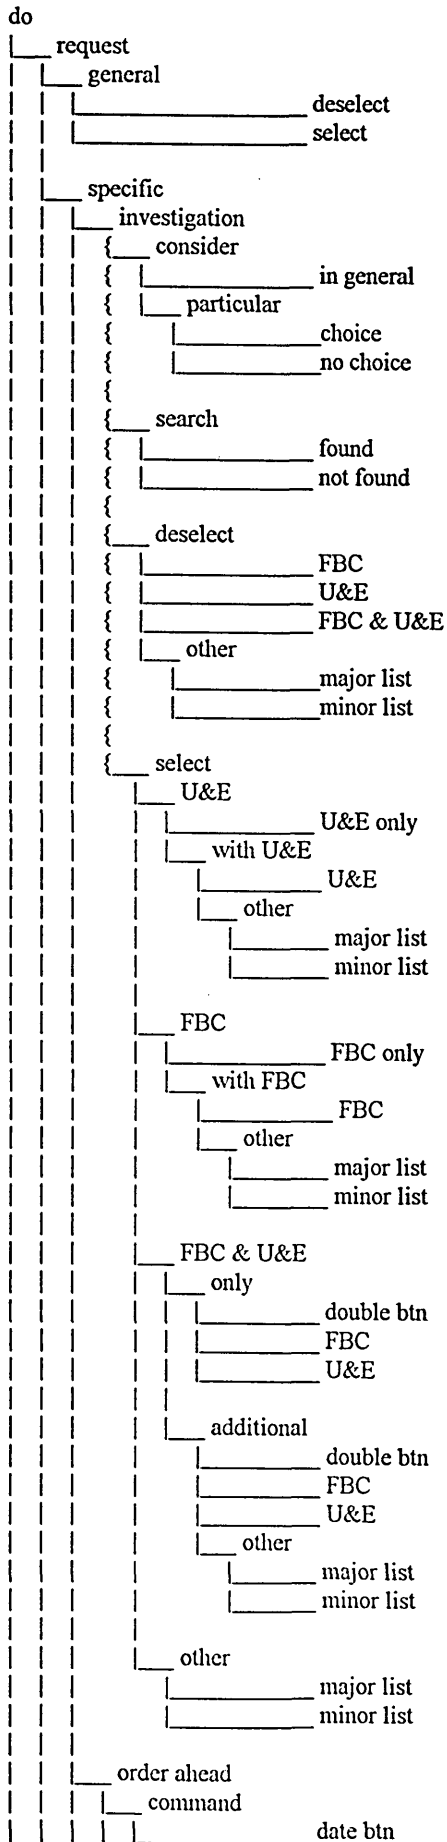 do
request
general
deselect
select
specific
investigation
consider
in general
particular
choice
no choice
search
found
not found
deselect
FBC
U&E
FBC & U&E
other
major list
minor list
select
U&E
U&E only
with U&E
U&E
other
major list
minor list
FBC
FBC only
with FBC
FBC
other
major list
minor list
FBC & U&E
only
double btn
FBC
U&E
additional
double btn
FBC
U&E
other
major list
minor list
other
major list
minor list
order ahead
command
date btn